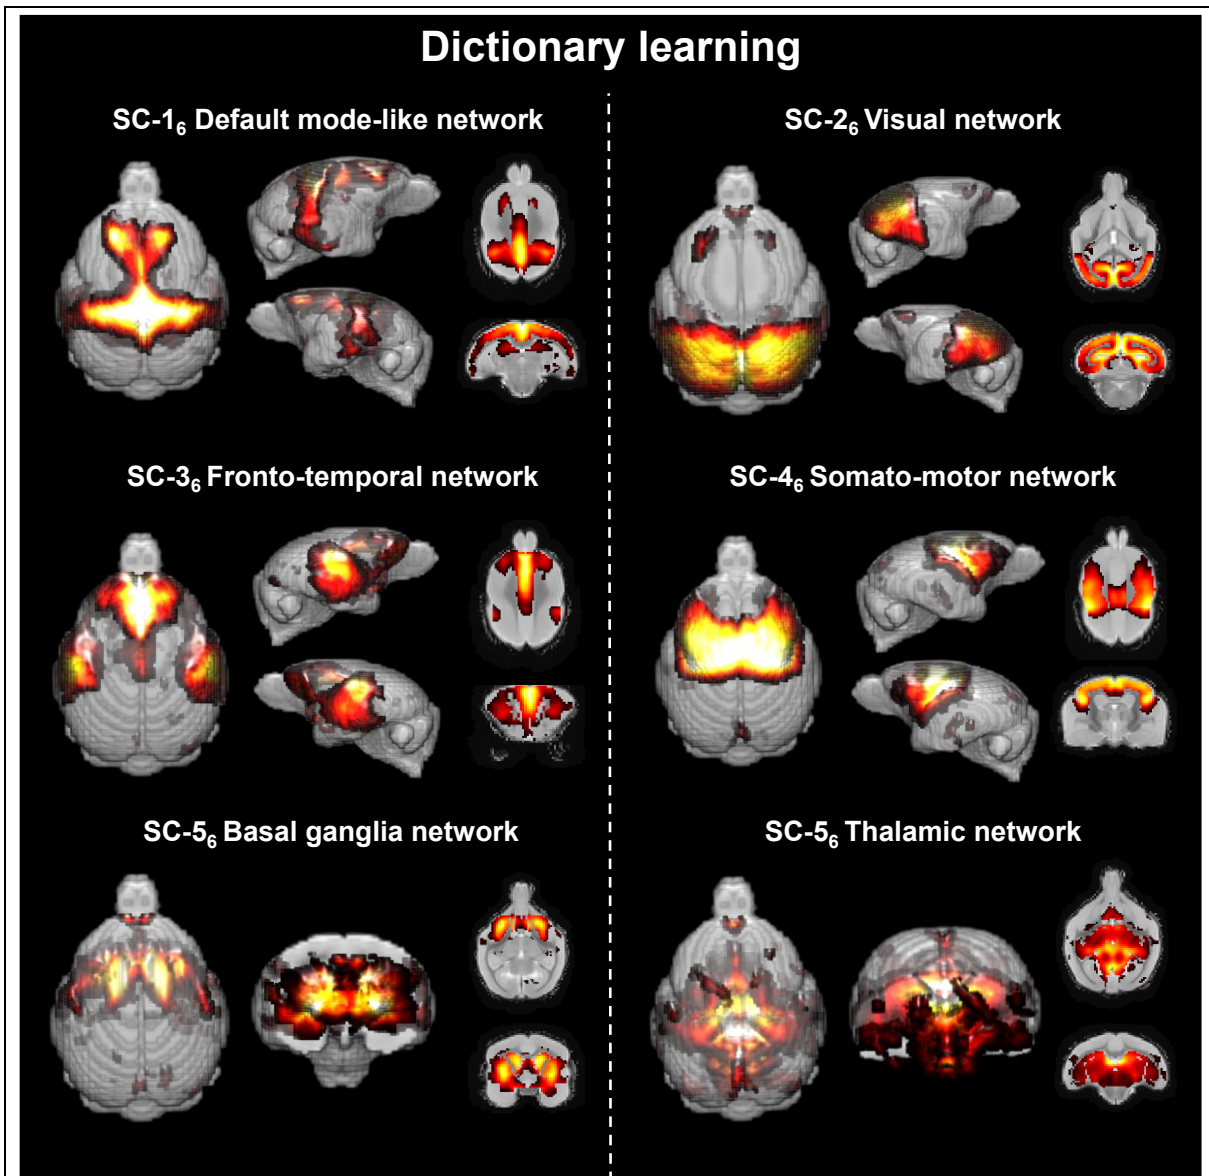 Dictionary learning
SC-1₆ Default mode-like network
SC-2₆ Visual network
SC-3₆ Fronto-temporal network
SC-4₆ Somato-motor network
SC-5₆ Basal ganglia network
SC-5₆ Thalamic network